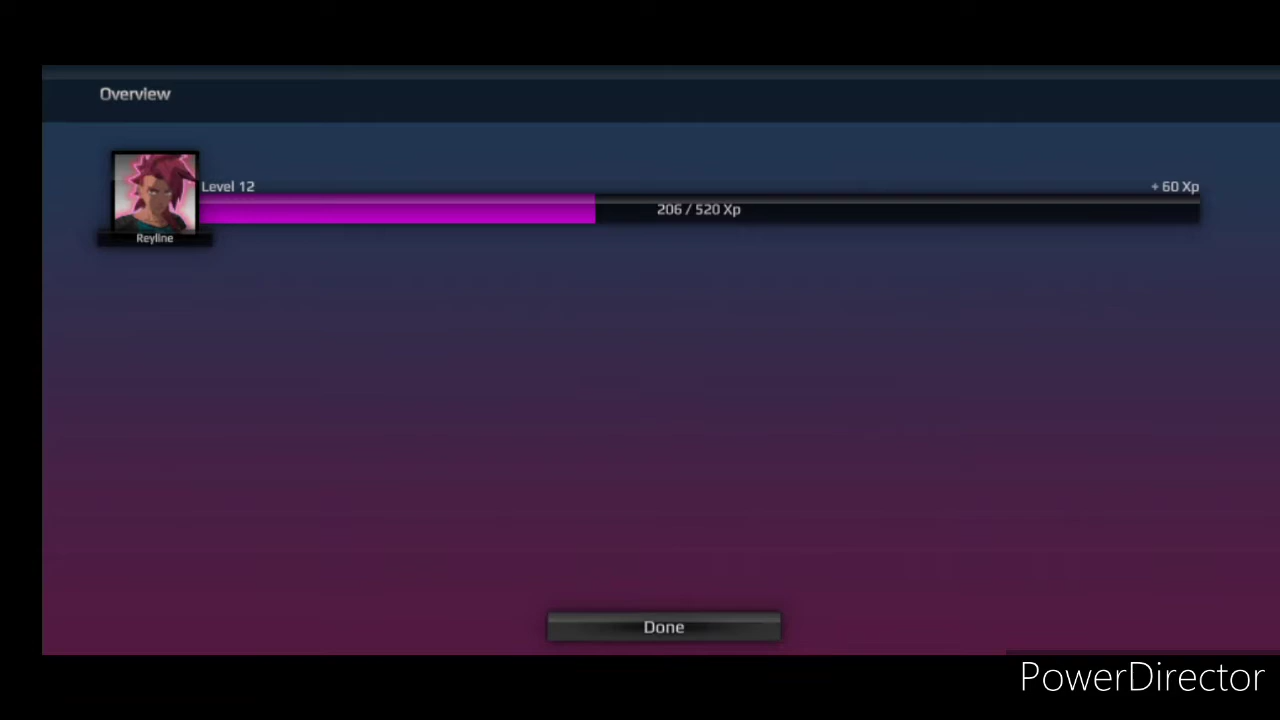 Overview
Level 12
+ 60 Xp
206 / 520 Xp
Reyline
Done
PowerDirector